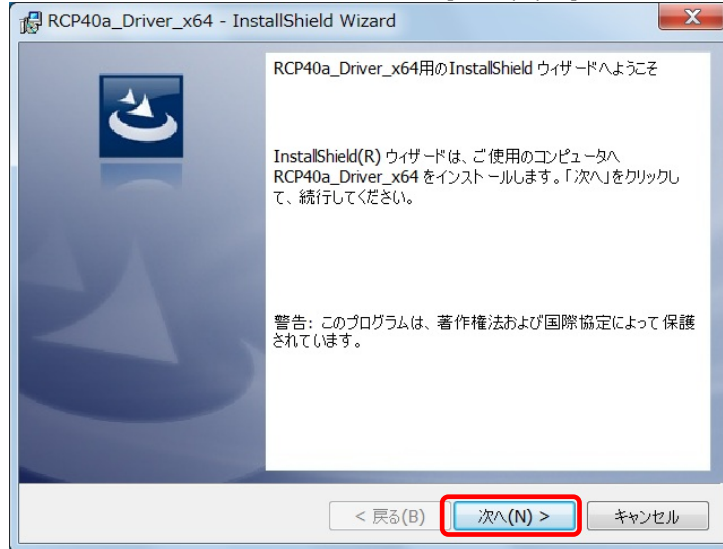 RCP40a_Driver_x64 - InstallShield Wizard
RCP40a_Driver_x64用のInstallShield ウィザードへようこそ
InstallShield(R) ウィザードは、ご使用のコンピュータへ
RCP40a_Driver_x64 をインストールします。「次へ」をクリックし
て、続行してください。
警告: このプログラムは、著作権法および国際協定によって保護
されています。
< 戻る(B)
次へ(N) >
キャンセル